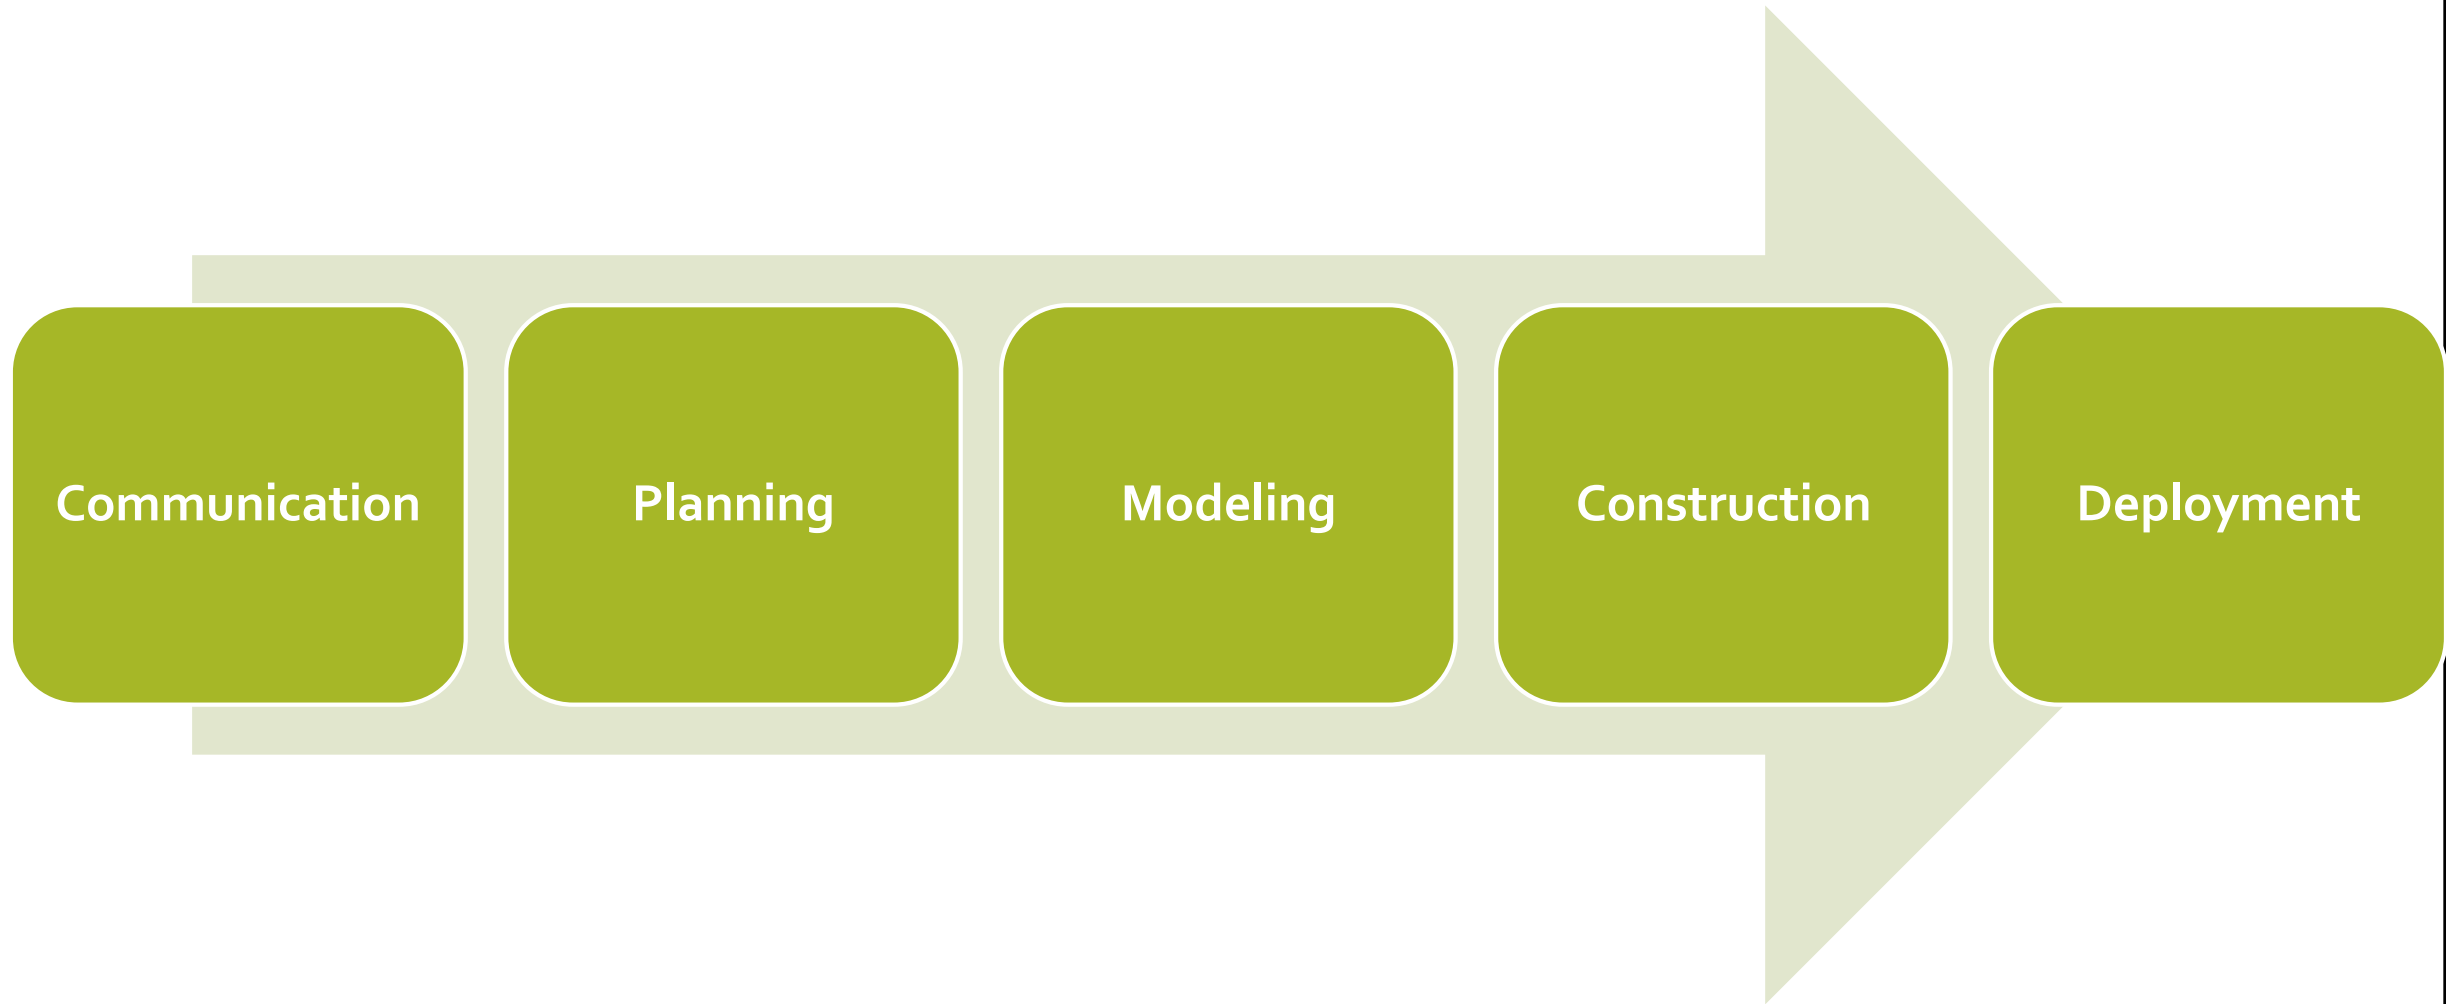 Communication
Planning
Modeling
Construction
Deployment